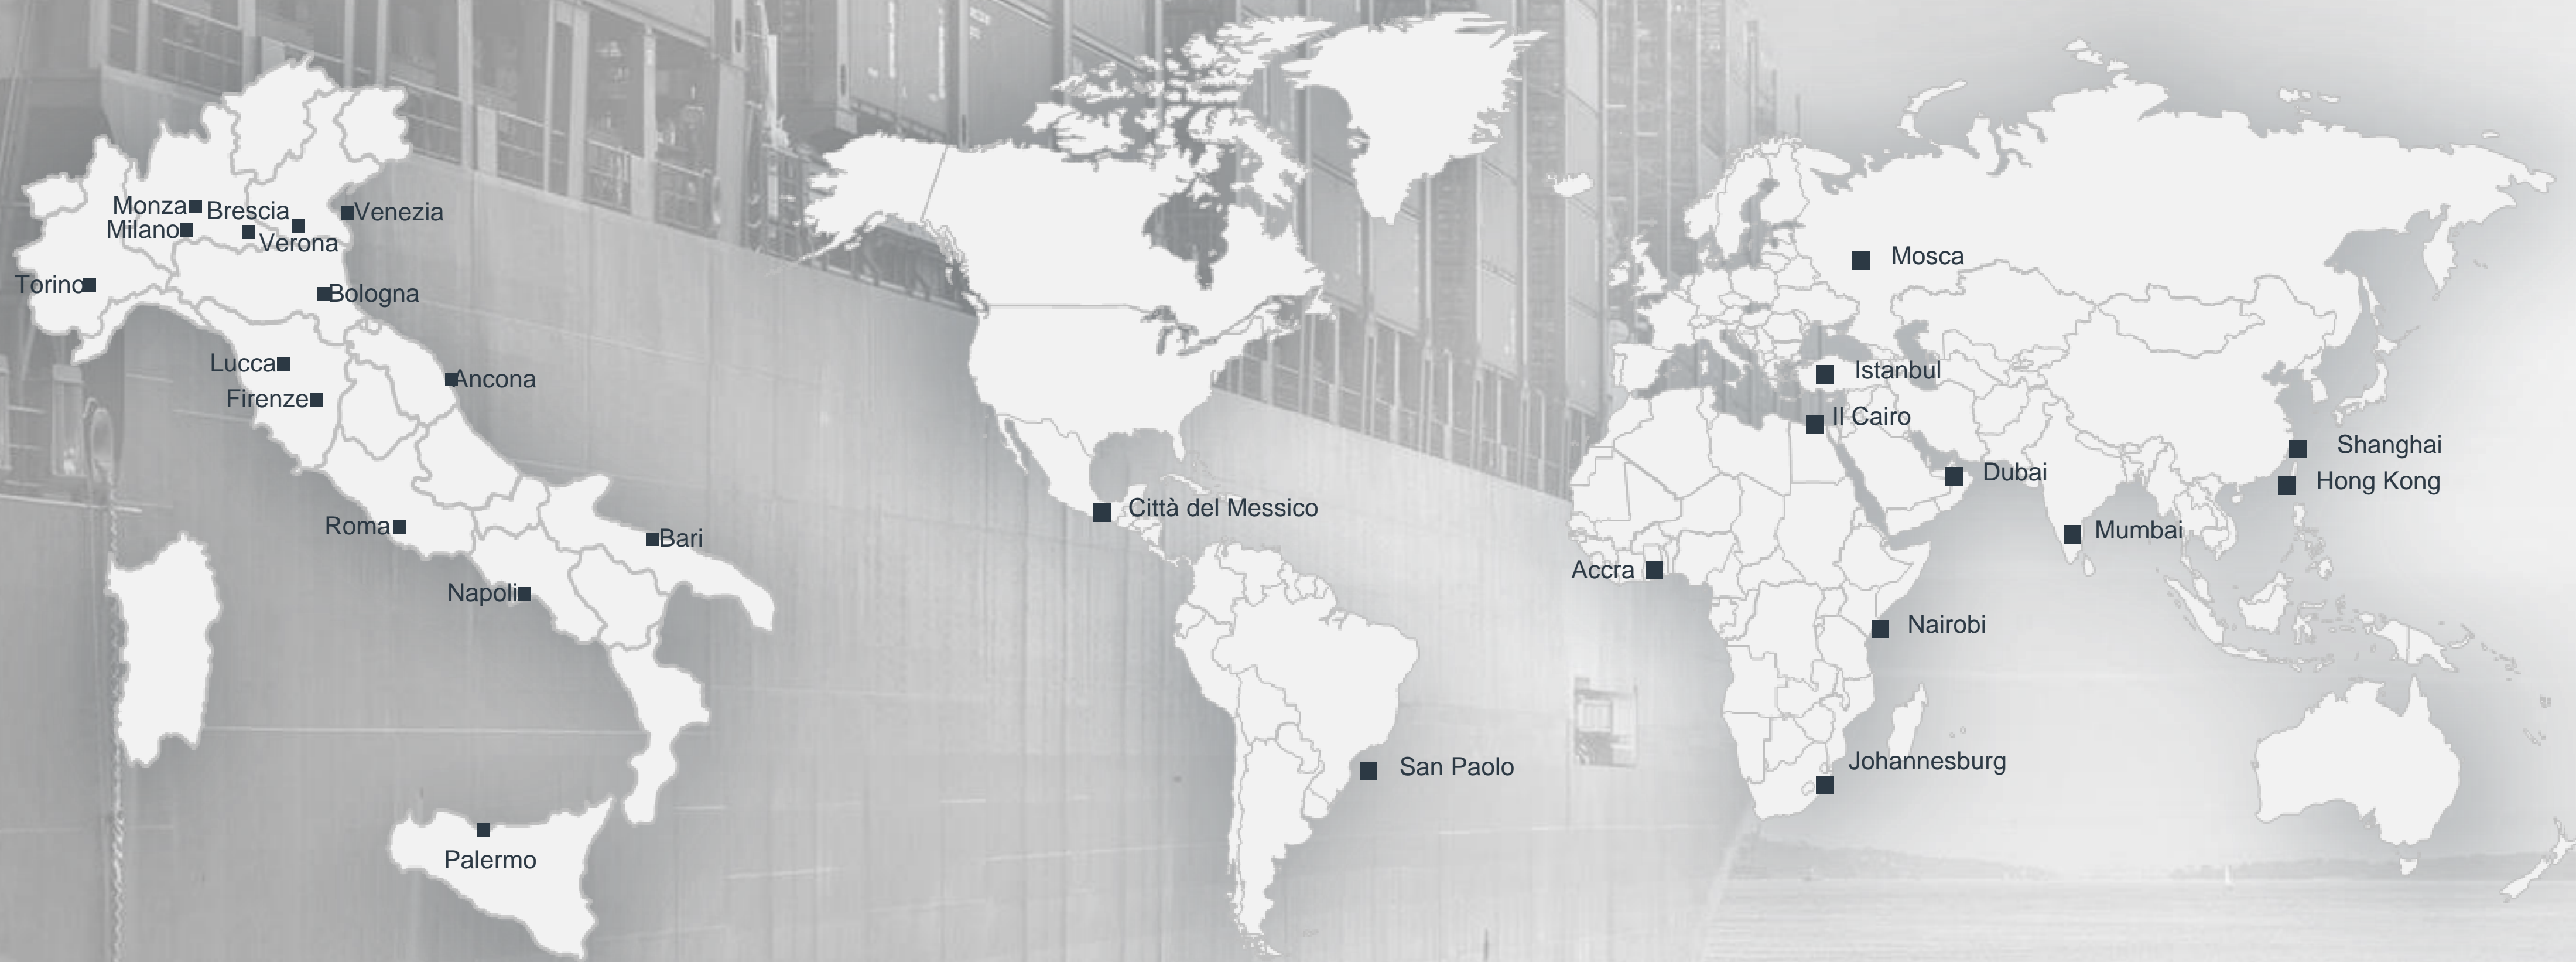 Monza
Brescia
Venezia
Milano
Verona
Torino
Bologna
Lucca
Ancona
Firenze
Roma
Bari
Napoli
Palermo
Mosca
Istanbul
Il Cairo
Shanghai
Dubai
Hong Kong
Città del Messico
Mumbai
Accra
Nairobi
Johannesburg
San Paolo